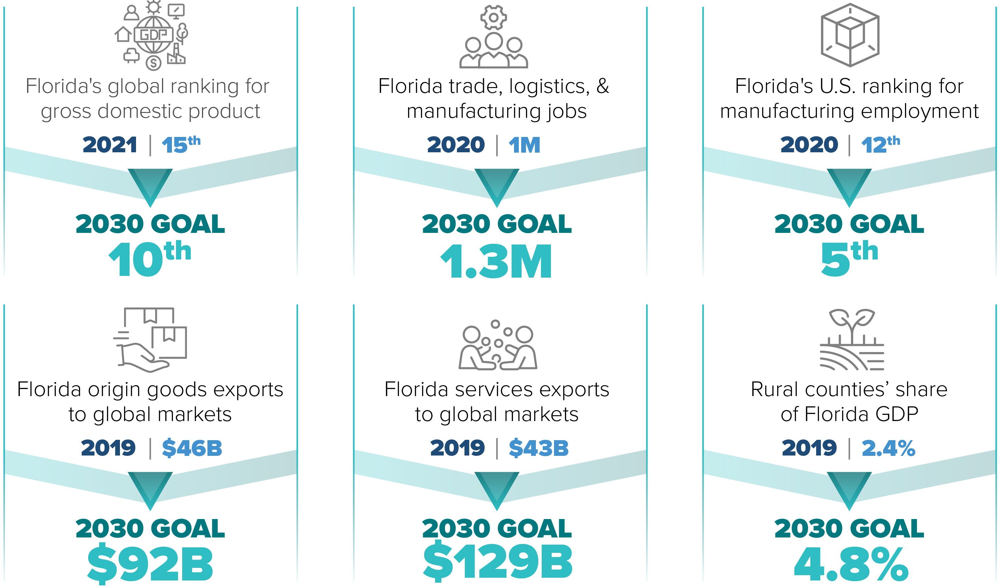 GDP
$
Florida's global ranking for
gross domestic product
2021 | 15th
2030 GOAL
10th
Florida trade, logistics, &
manufacturing jobs
2020 | 1M
2030 GOAL
1.3M
Florida's U.S. ranking for
manufacturing employment
2020 | 12th
2030 GOAL
5th
Florida origin goods exports
to global markets
2019 | $46B
2030 GOAL
$92B
Florida services exports
to global markets
2019 | $43B
2030 GOAL
$129B
Rural counties’ share
of Florida GDP
2019 | 2.4%
2030 GOAL
4.8%